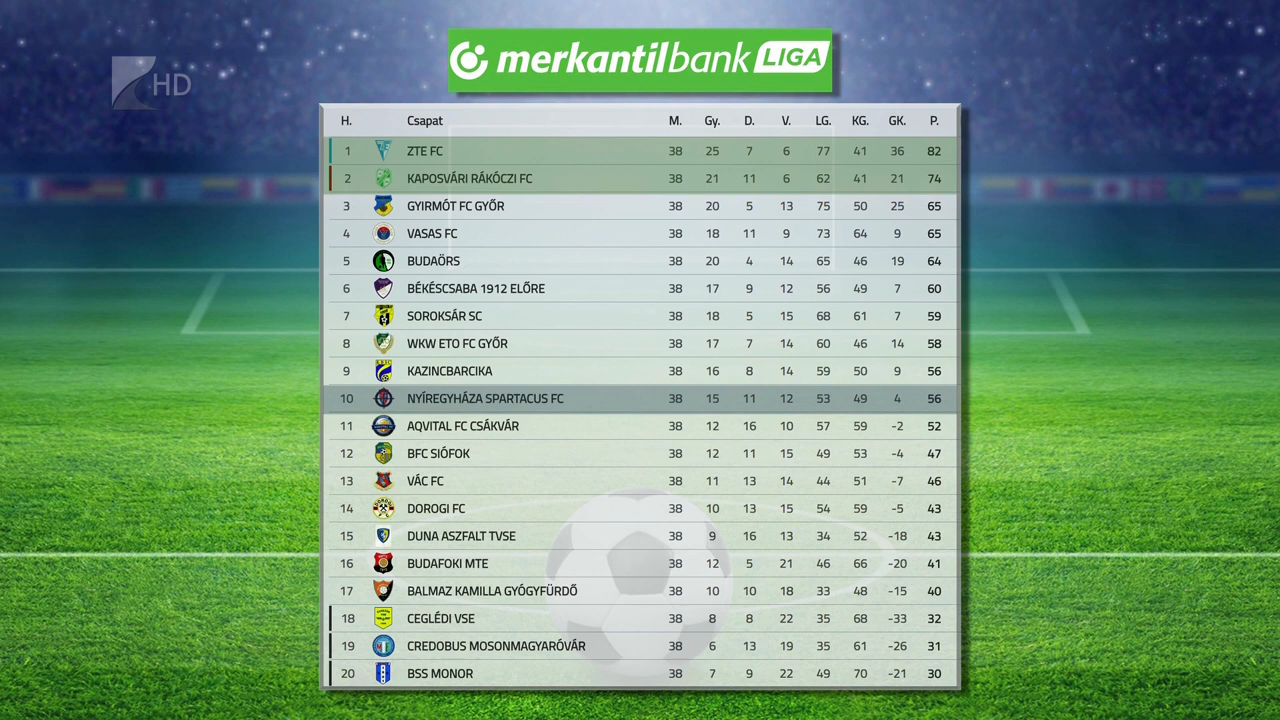 merkantilbank LIGA
HD
H. Csapat M. Gy. D. V. LG. KG. GK. P.
1 ZTE FC 38 25 7 6 77 41 36 82
2 KAPOSVÁRI RÁKÓCZI FC 38 21 11 6 62 41 21 74
3 GYIRMÓT FC GYŐR 38 20 5 13 75 50 25 65
4 VASAS FC 38 18 11 9 73 64 9 65
5 BUDAÖRS 38 20 4 14 65 46 19 64
6 BÉKÉSCSABA 1912 ELŐRE 38 17 9 12 56 49 7 60
7 SOROKSÁR SC 38 18 5 15 68 61 7 59
8 WKW ETO FC GYŐR 38 17 7 14 60 46 14 58
9 KAZINCBARCIKA 38 16 8 14 59 50 9 56
10 NYÍREGYHÁZA SPARTACUS FC 38 15 11 12 53 49 4 56
11 AQVITAL FC CSÁKVÁR 38 12 16 10 57 59 -2 52
12 BFC SIÓFOK 38 12 11 15 49 53 -4 47
13 VÁC FC 38 11 13 14 44 51 -7 46
14 DOROGI FC 38 10 13 15 54 59 -5 43
15 DUNA ASZFALT TVSE 38 9 16 13 34 52 -18 43
16 BUDAFOKI MTE 38 12 5 21 46 66 -20 41
17 BALMAZ KAMILLA GYÓGYFÜRDŐ 38 10 10 18 33 48 -15 40
18 CEGLÉDI VSE 38 8 8 22 35 68 -33 32
19 CREDOBUS MOSONMAGYARÓVÁR 38 6 13 19 35 61 -26 31
20 BSS MONOR 38 7 9 22 49 70 -21 30